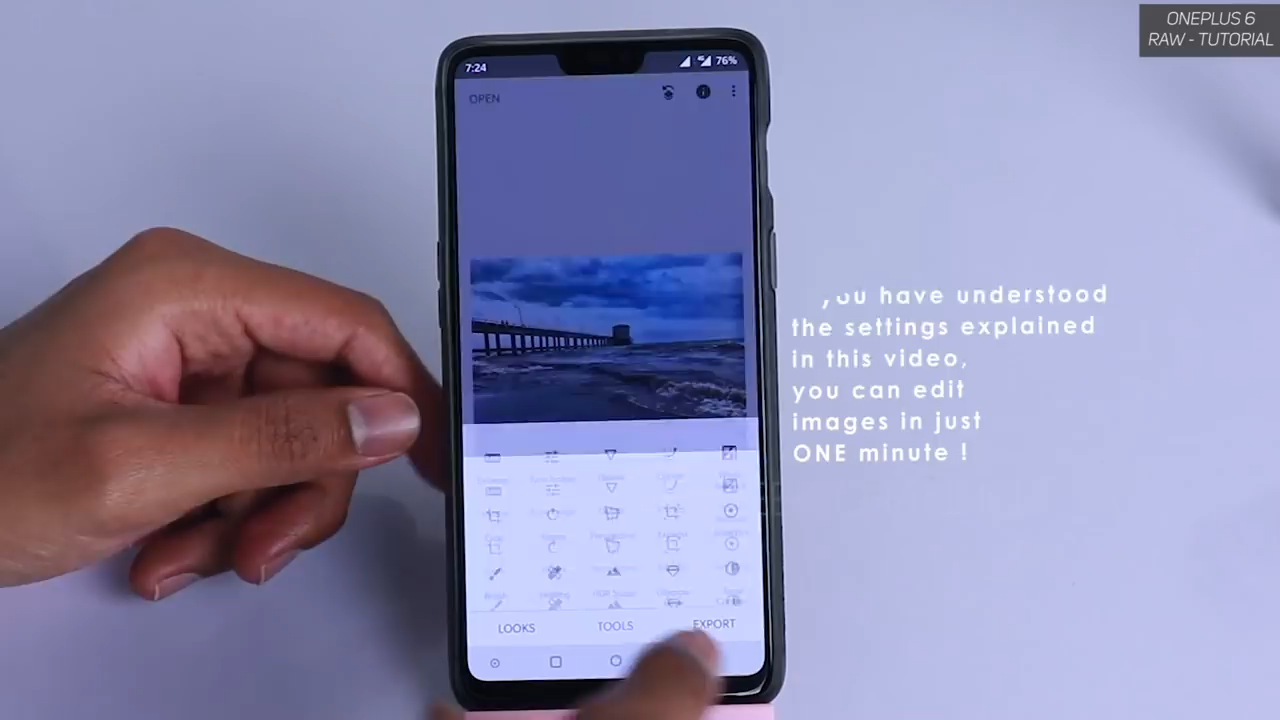 ONEPLUS 6
RAW - TUTORIAL
7:24
76%
OPEN
you have understood
the settings explained
in this video,
you can edit
images in just
ONE minute !
LOOKS
TOOLS
EXPORT